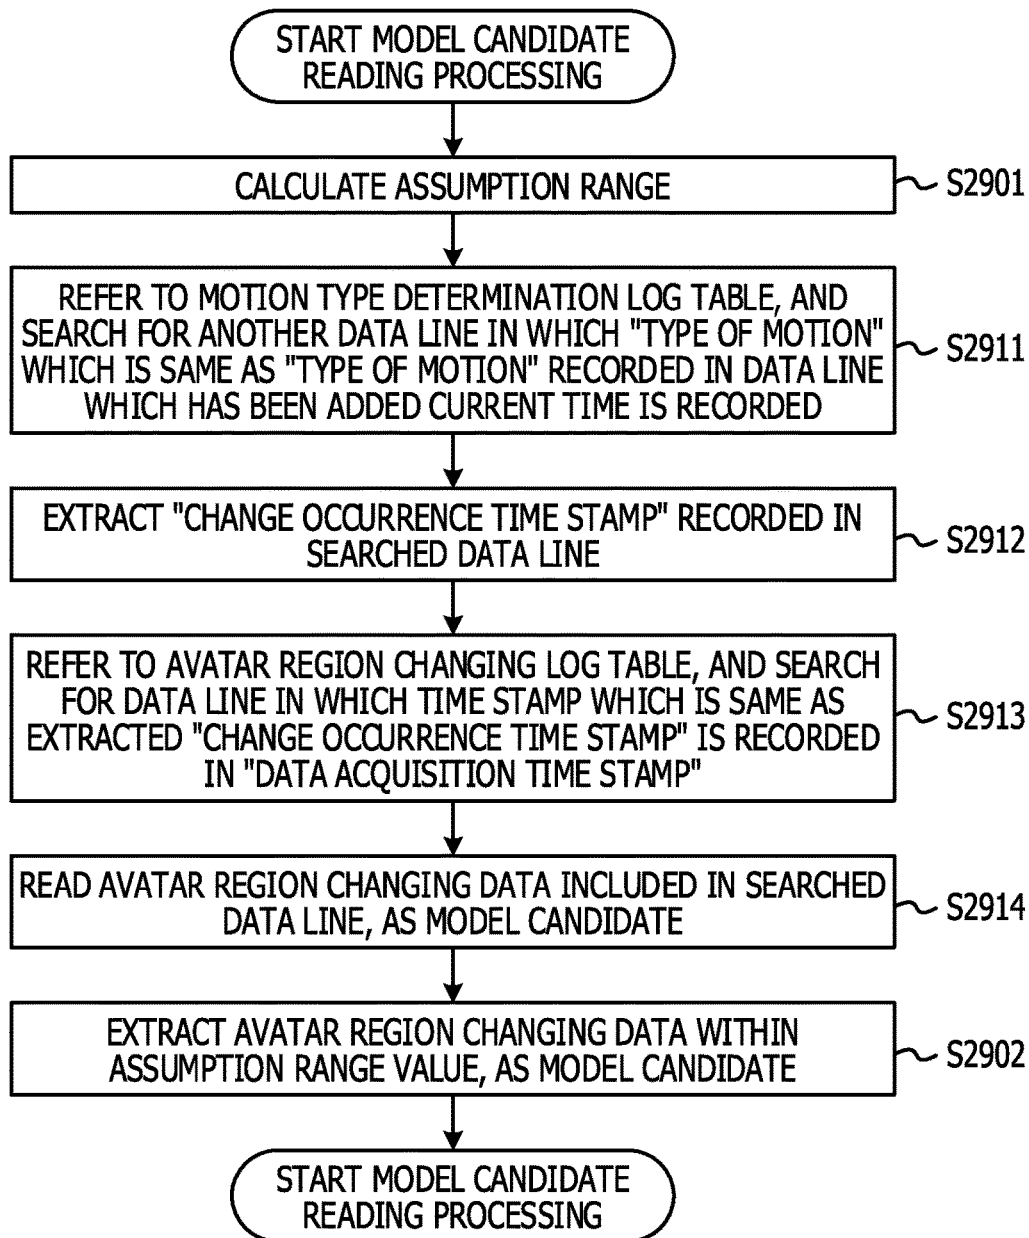 START MODEL CANDIDATE
READING PROCESSING
CALCULATE ASSUMPTION RANGE
S2901
REFER TO MOTION TYPE DETERMINATION LOG TABLE, AND
SEARCH FOR ANOTHER DATA LINE IN WHICH "TYPE OF MOTION"
WHICH IS SAME AS "TYPE OF MOTION" RECORDED IN DATA LINE
WHICH HAS BEEN ADDED CURRENT TIME IS RECORDED
S2911
EXTRACT "CHANGE OCCURRENCE TIME STAMP" RECORDED IN
SEARCHED DATA LINE
S2912
REFER TO AVATAR REGION CHANGING LOG TABLE, AND SEARCH
FOR DATA LINE IN WHICH TIME STAMP WHICH IS SAME AS
EXTRACTED "CHANGE OCCURRENCE TIME STAMP" IS RECORDED
IN "DATA ACQUISITION TIME STAMP"
S2913
READ AVATAR REGION CHANGING DATA INCLUDED IN SEARCHED
DATA LINE, AS MODEL CANDIDATE
S2914
EXTRACT AVATAR REGION CHANGING DATA WITHIN
ASSUMPTION RANGE VALUE, AS MODEL CANDIDATE
S2902
START MODEL CANDIDATE
READING PROCESSING